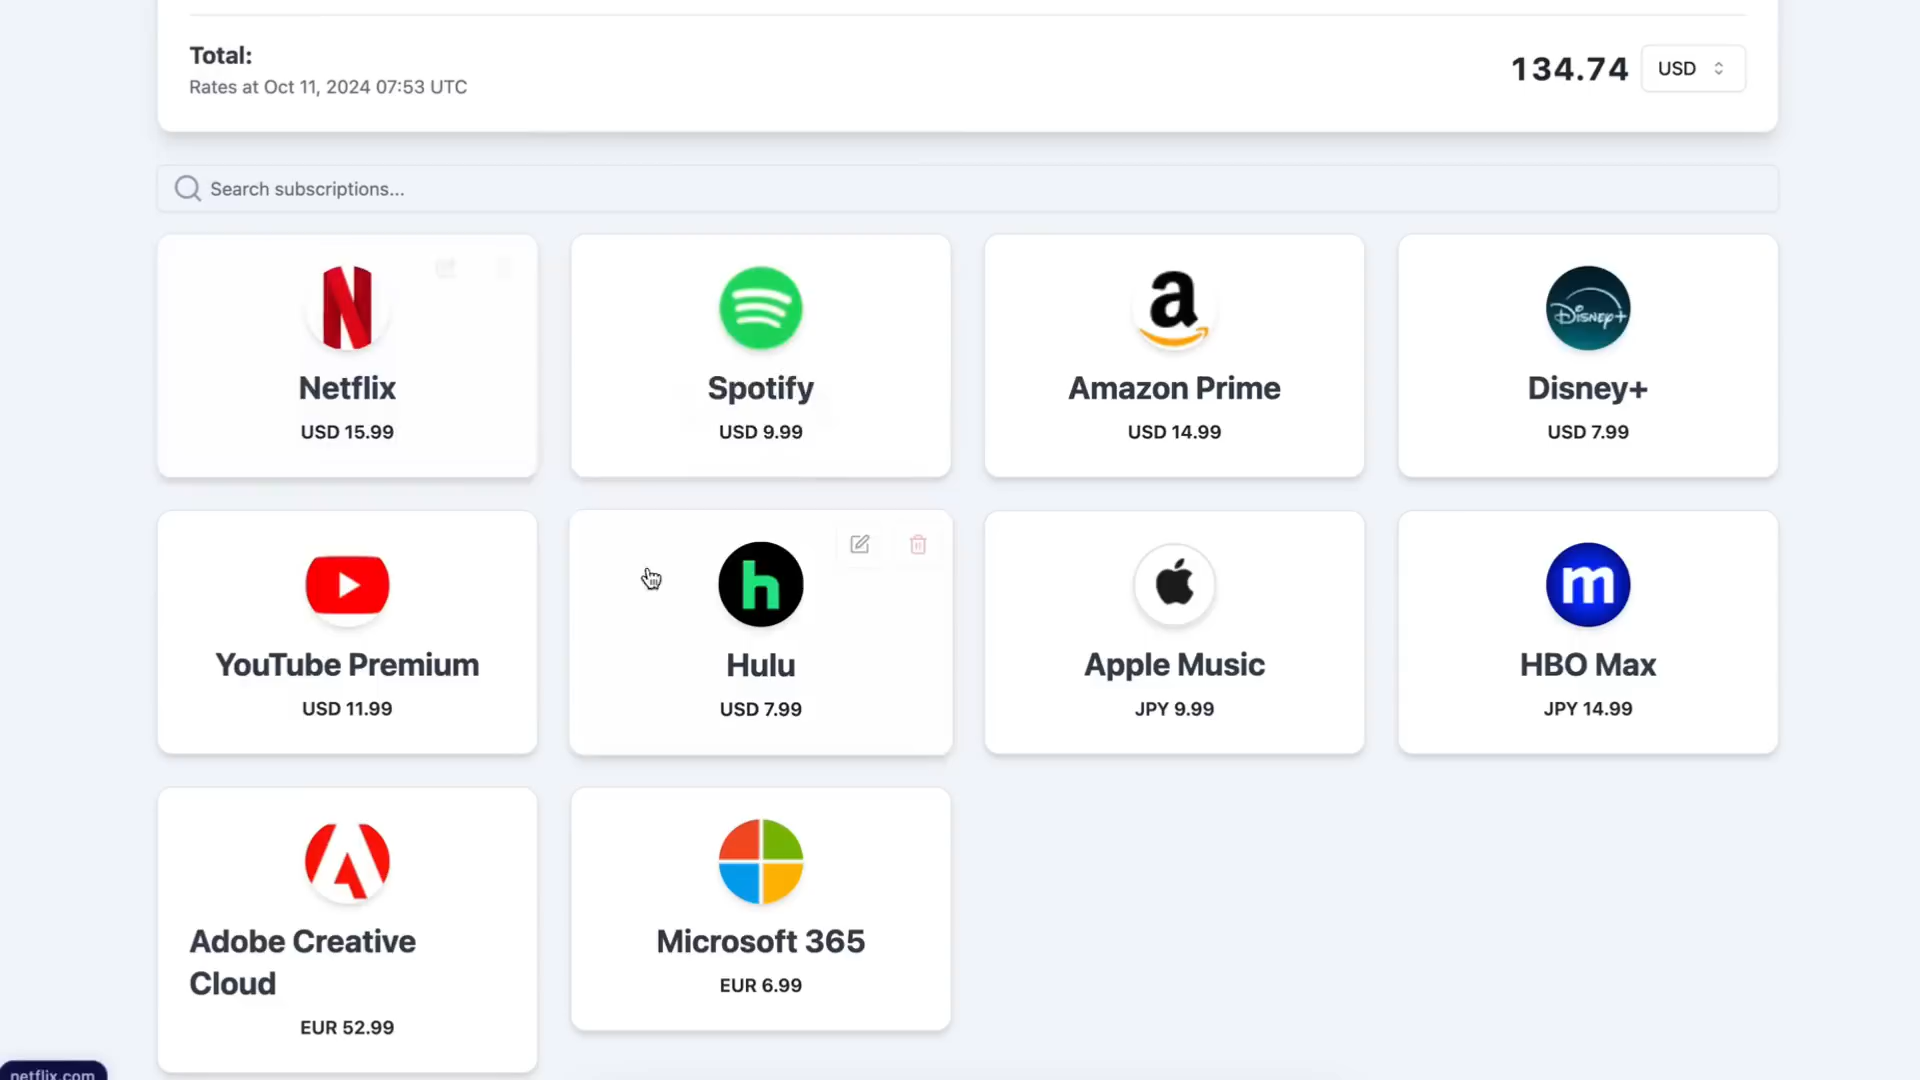 Total:
Rates at Oct 11, 2024 07:53 UTC
134.74 USD
Search subscriptions...
Netflix
USD 15.99
Spotify
USD 9.99
a
Amazon Prime
USD 14.99
Disney+
Disney+
USD 7.99
YouTube Premium
USD 11.99
h
Hulu
USD 7.99
Apple Music
JPY 9.99
m
HBO Max
JPY 14.99
Adobe Creative
Cloud
EUR 52.99
Microsoft 365
EUR 6.99
netflix.com